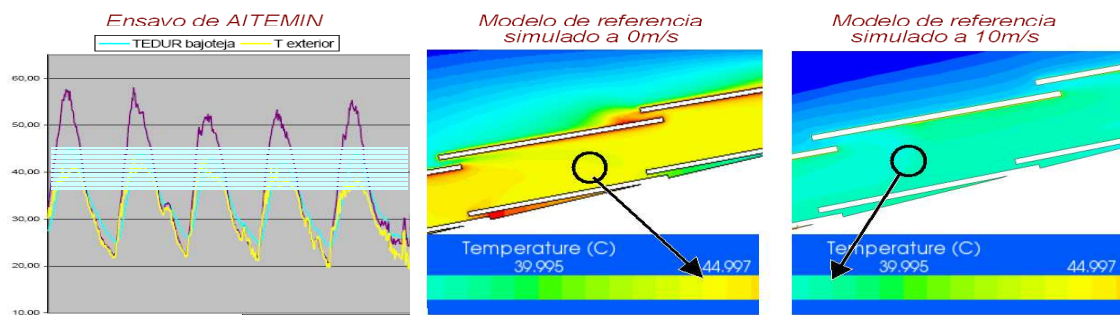 Ensayo de AITEMIN
TEDUR bajoteja T exterior
60,00
50,00
40,00
30,00
20,00
10,00
Modelo de referencia
simulado a 0m/s
Temperature (C)
39.995 44.997
Modelo de referencia
simulado a 10m/s
Temperature (C)
39.995 44.997